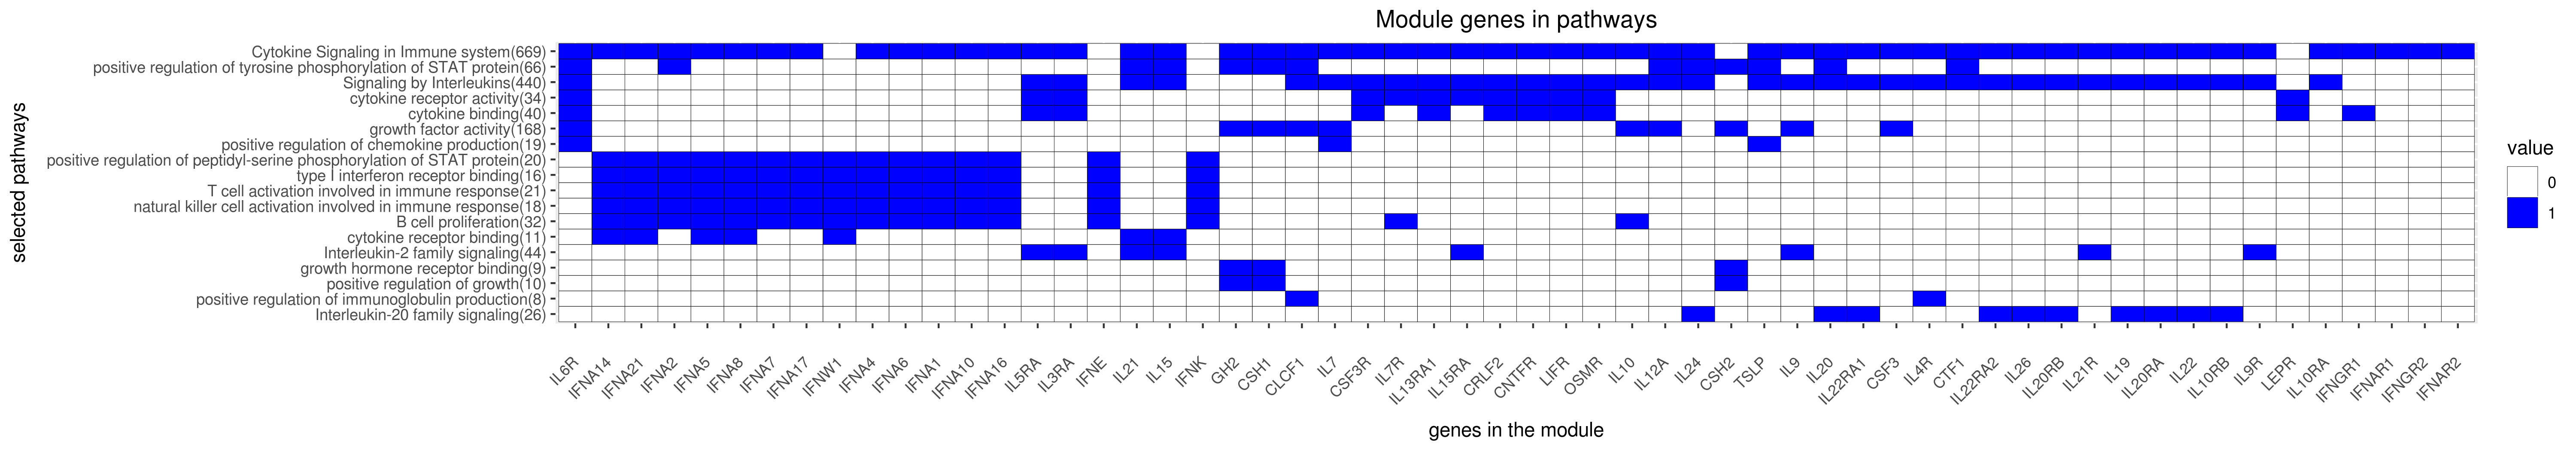 Module genes in pathways
selected pathways
Cytokine Signaling in Immune system(669)
positive regulation of tyrosine phosphorylation of STAT protein(66)
Signaling by Interleukins(440)
cytokine receptor activity(34)
cytokine binding(40)
growth factor activity(168)
positive regulation of chemokine production(19)
positive regulation of peptidyl-serine phosphorylation of STAT protein(20)
type I interferon receptor binding(16)
T cell activation involved in immune response(21)
natural killer cell activation involved in immune response(18)
B cell proliferation(32)
cytokine receptor binding(11)
Interleukin-2 family signaling(44)
growth hormone receptor binding(9)
positive regulation of growth(10)
positive regulation of immunoglobulin production(8)
Interleukin-20 family signaling(26)
IL6R
IFNA14
IFNA21
IFNA2
IFNA5
IFNA8
IFNA7
IFNA17
IFNW1
IFNA4
IFNA6
IFNA1
IFNA10
IFNA16
IL5RA
IL3RA
IFNE
IL21
IL15
IFNK
GH2
CSH1
CLCF1
IL7
CSF3R
IL7R
IL13RA1
IL15RA
CRLF2
CNTFR
LIFR
OSMR
IL10
IL12A
IL24
CSH2
TSLP
IL9
IL20
IL22RA1
CSF3
IL4R
CTF1
IL22RA2
IL26
IL20RB
IL21R
IL19
IL20RA
IL22
IL10RB
IL9R
LEPR
IL10RA
IFNGR1
IFNAR1
IFNGR2
IFNAR2
genes in the module
value
0
1